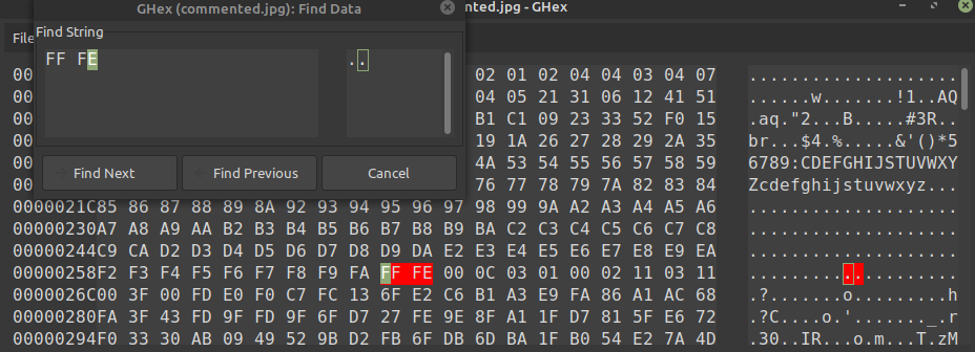 GHex (commented.jpg): Find Data
nted.jpg - GHex
File
Find String
FF FE
..
Find Next
Find Previous
Cancel
00 02 01 02 04 04 03 04 07 ....................
00 04 05 21 31 06 12 41 51 ......w.......!1..AQ
00 B1 C1 09 23 33 52 F0 15 .aq."2...B.....#3R..
00 19 1A 26 27 28 29 2A 35 br...$4.%.....&'()*5
00 4A 53 54 55 56 57 58 59 6789:CDEFGHIJSTUVWXY
00 76 77 78 79 7A 82 83 84 Zcdefghijstuvwxyz...
0000021C85 86 87 88 89 8A 92 93 94 95 96 97 98 99 9A A2 A3 A4 A5 A6 ....................
00000230A7 A8 A9 AA B2 B3 B4 B5 B6 B7 B8 B9 BA C2 C3 C4 C5 C6 C7 C8 ....................
00000244C9 CA D2 D3 D4 D5 D6 D7 D8 D9 DA E2 E3 E4 E5 E6 E7 E8 E9 EA ....................
00000258F2 F3 F4 F5 F6 F7 F8 F9 FA FF FE 00 0C 03 01 00 02 11 03 11 ....................
0000026C00 3F 00 FD E0 F0 C7 FC 13 6F E2 C6 B1 A3 E9 FA 86 A1 AC 68 .?.......o.........h
00000280FA 3F 43 FD 9F FD 9F 6F D7 27 FE 9E 8F A1 1F D7 81 5F E6 72 .?C....o.'......._.r
00000294F0 33 30 AB 09 49 52 9B D2 FB 6F DB 6D BA 1F B0 54 E2 7A 4D .30..IR...o.m...T.zM